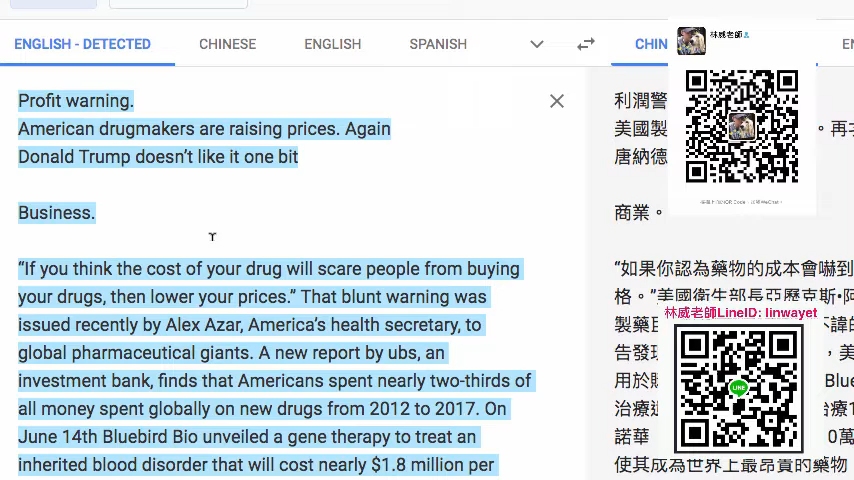 ENGLISH - DETECTED
CHINESE
ENGLISH
SPANISH
CHIN
EN
林威老師
Profit warning.
American drugmakers are raising prices. Again
Donald Trump doesn’t like it one bit
Business.
“If you think the cost of your drug will scare people from buying
your drugs, then lower your prices.” That blunt warning was
issued recently by Alex Azar, America’s health secretary, to
global pharmaceutical giants. A new report by ubs, an
investment bank, finds that Americans spent nearly two-thirds of
all money spent globally on new drugs from 2012 to 2017. On
June 14th Bluebird Bio unveiled a gene therapy to treat an
inherited blood disorder that will cost nearly $1.8 million per
利潤警
美國製
。再
唐納德
商業。
“如果你認為藥物的成本會嚇到
格。”美國衛生部長亞歷克斯•阿
林威老師LineID: linwayet
製藥
不諱的
告發現
，美
用於
Blue
治療
治療1
諾華
0萬
使其成為世界上最昂貴的藥物
LINE